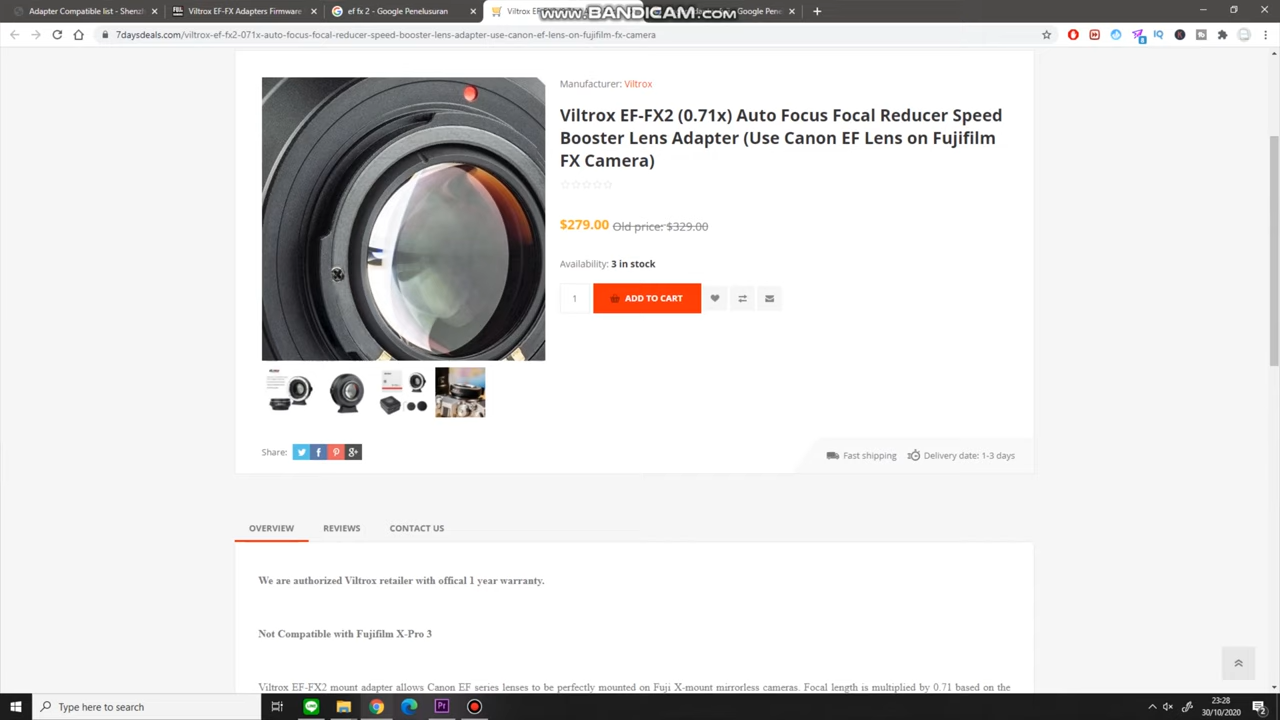 Adapter Compatible list - Shenzh
Viltrox EF-FX Adapters Firmware
ef fx 2 - Google Penelusuran
Viltrox EF
Google Pen
www.BANDICAM.com
7daysdeals.com/viltrox-ef-fx2-071x-auto-focus-focal-reducer-speed-booster-lens-adapter-use-canon-ef-lens-on-fujifilm-fx-camera
Manufacturer: Viltrox
Viltrox EF-FX2 (0.71x) Auto Focus Focal Reducer Speed
Booster Lens Adapter (Use Canon EF Lens on Fujifilm
FX Camera)
$279.00 Old price: $329.00
Availability: 3 in stock
1 ADD TO CART
Share:
Fast shipping Delivery date: 1-3 days
OVERVIEW REVIEWS CONTACT US
We are authorized Viltrox retailer with offical 1 year warranty.
Not Compatible with Fujifilm X-Pro 3
Viltrox EF-FX2 mount adapter allows Canon EF series lenses to be perfectly mounted on Fuji X-mount mirrorless cameras. Focal length is multiplied by 0.71 based on the
Type here to search
23:28
30/10/2020
2